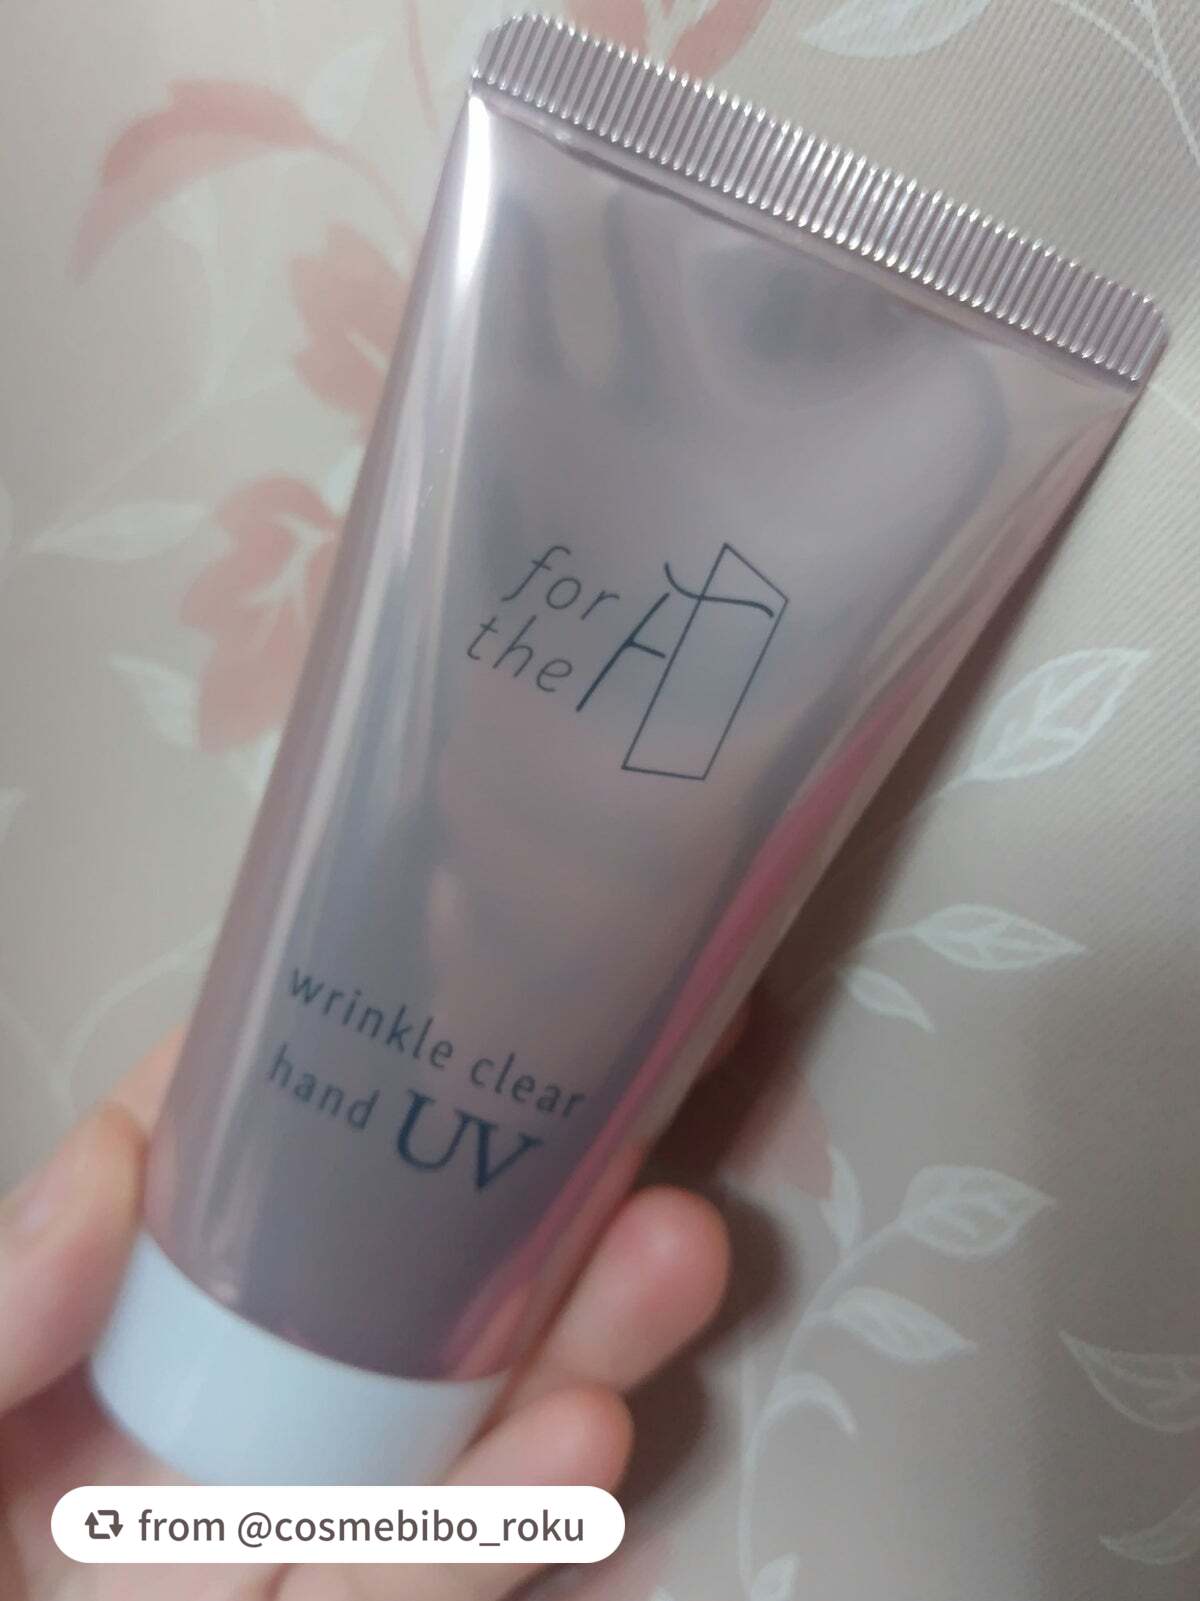 for
the F
wrinkle clear
hand UV
from @cosmebibo_roku